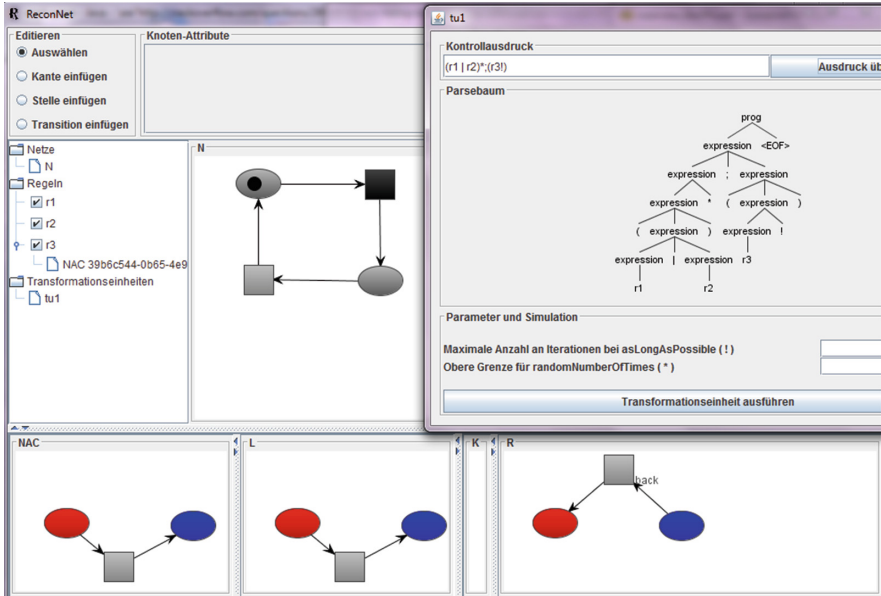 ReconNet
Editieren
Auswählen
Kante einfügen
Stelle einfügen
Transition einfügen
Knoten-Attribute
Netze
N
Regeln
r1
r2
r3
NAC 39b6c544-0b65-4e9
Transformationseinheiten
tu1
N
tu1
Kontrollausdruck
(r1 | r2)*;(r3!)
Ausdruck üb
Parsebaum
prog
expression <EOF>
expression ; expression
expression * ( expression )
( expression ) expression !
expression | expression r3
r1 r2
Parameter und Simulation
Maximale Anzahl an Iterationen bei asLongAsPossible ( ! )
Obere Grenze für randomNumberOfTimes ( * )
Transformationseinheit ausführen
NAC
L
K
R
back